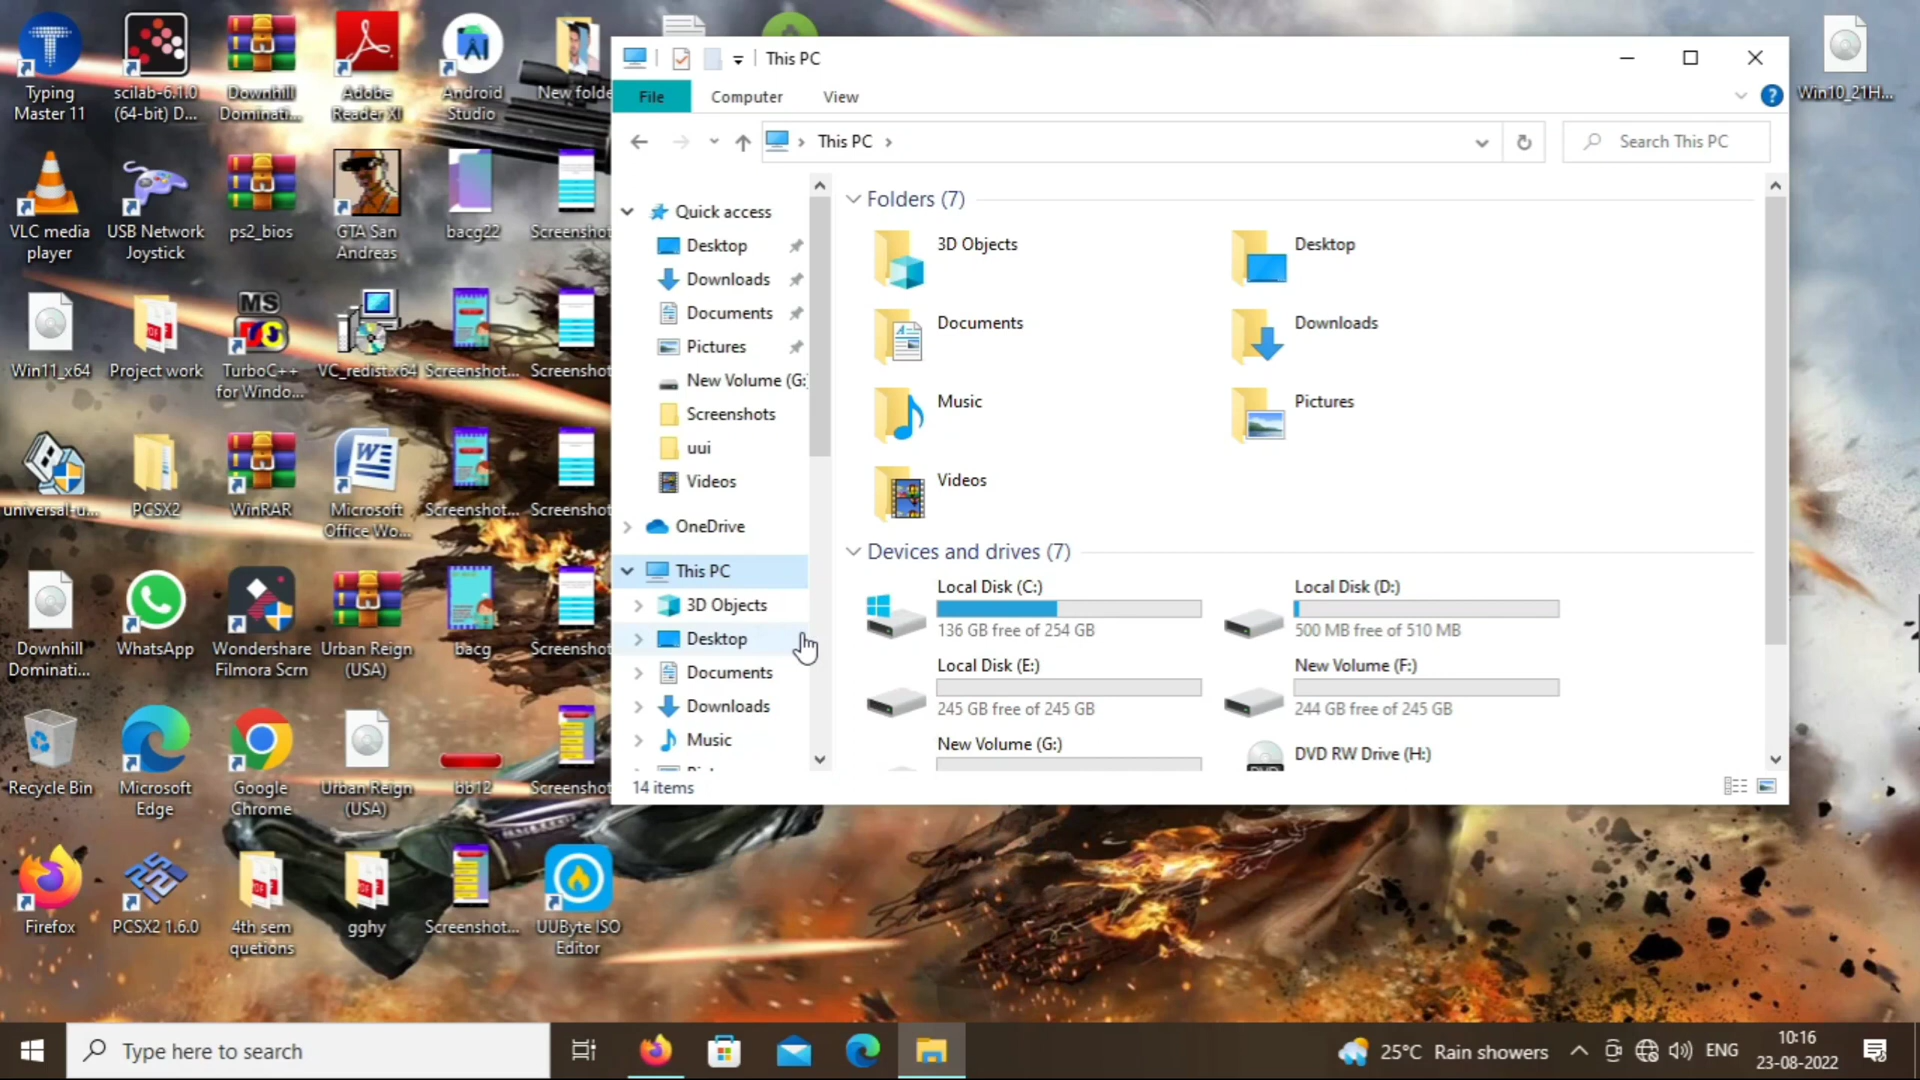 Typing
Master 11
scilab-6.1.0
(64-bit) D...
Downhill
Dominati...
Adobe
Reader XI
Android
Studio
New folde
Win10_21H...
VLC media
player
USB Network
Joystick
ps2_bios
GTA San
Andreas
bacg22
Screenshot
Win11_x64
Project work
MS
TurboC++
for Windo...
VC_redist.x64
Screenshot...
Screenshot
universal-u...
PCSX2
WinRAR
Microsoft
Office Wo...
Screenshot...
Screenshot
Downhill
Dominati...
WhatsApp
Wondershare
Filmora Scrn
Urban Reign
(USA)
bacg
Screenshot
Recycle Bin
Microsoft
Edge
Google
Chrome
Urban Reign
(USA)
bb12
Screenshot
Firefox
PCSX2 1.6.0
4th sem
quetions
gghy
Screenshot...
UUByte ISO
Editor
This PC
File
Computer
View
This PC
Search This PC
Quick access
Desktop
Downloads
Documents
Pictures
New Volume (G:
Screenshots
uui
Videos
OneDrive
This PC
3D Objects
Desktop
Documents
Downloads
Music
Folders (7)
3D Objects
Desktop
Documents
Downloads
Music
Pictures
Videos
Devices and drives (7)
Local Disk (C:)
136 GB free of 254 GB
Local Disk (D:)
500 MB free of 510 MB
Local Disk (E:)
245 GB free of 245 GB
New Volume (F:)
244 GB free of 245 GB
New Volume (G:)
DVD RW Drive (H:)
14 items
Type here to search
25°C Rain showers
ENG
10:16
23-08-2022